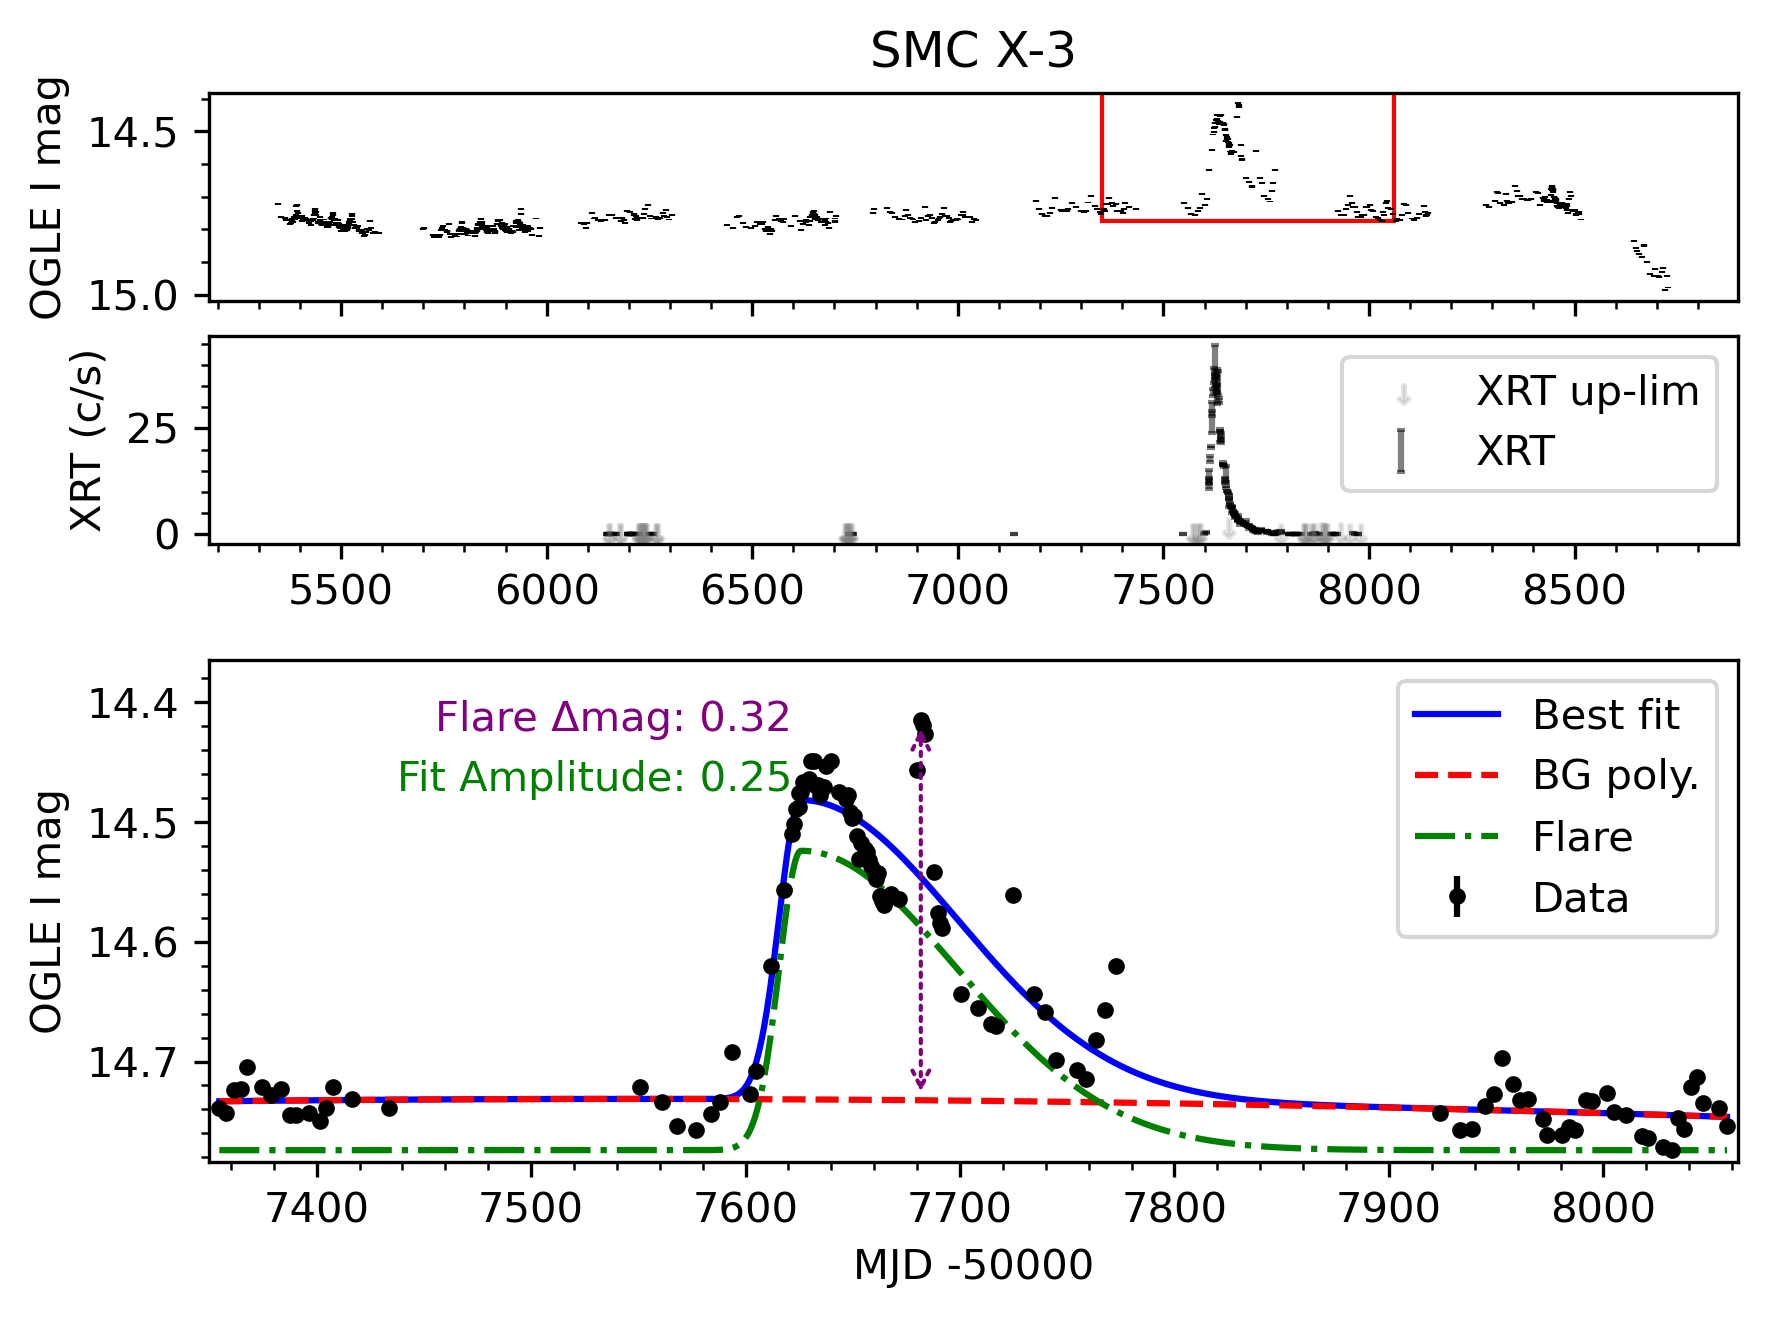 SMC X-3
OGLE I mag
14.5
15.0
XRT (c/s)
25
0
XRT up-lim
XRT
5500 6000 6500 7000 7500 8000 8500
OGLE I mag
14.4
14.5
14.6
14.7
Flare Δmag: 0.32
Fit Amplitude: 0.25
Best fit
BG poly.
Flare
Data
7400 7500 7600 7700 7800 7900 8000
MJD -50000